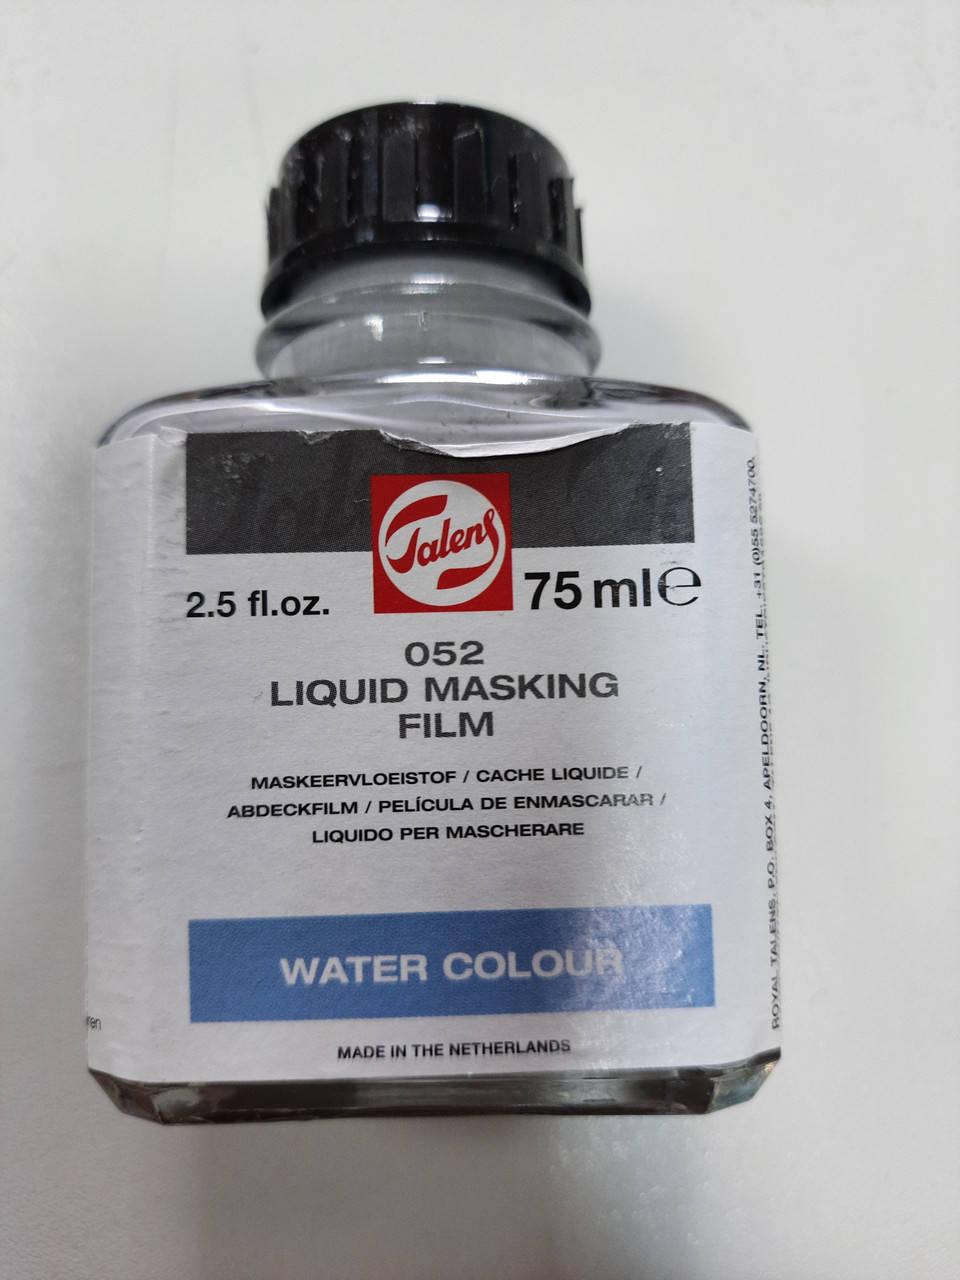 Talens
2.5 fl.oz. 75 ml e
052
LIQUID MASKING
FILM
MASKEERVLOEISTOF / CACHE LIQUIDE /
ABDECKFILM / PELÍCULA DE ENMASCARAR /
LIQUIDO PER MASCHERARE
WATER COLOUR
MADE IN THE NETHERLANDS
ROYAL TALENS, P.O. BOX 4, APELDOORN, NL. TEL. +31 (0)55 5274700.